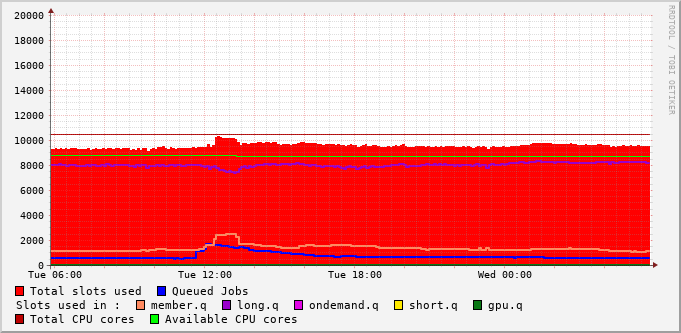 20000
18000
16000
14000
12000
10000
8000
6000
4000
2000
0
Tue 06:00 Tue 12:00 Tue 18:00 Wed 00:00
RRDTOOL / TOBI OETIKER
Total slots used Queued Jobs
Slots used in : member.q long.q ondemand.q short.q gpu.q
Total CPU cores Available CPU cores